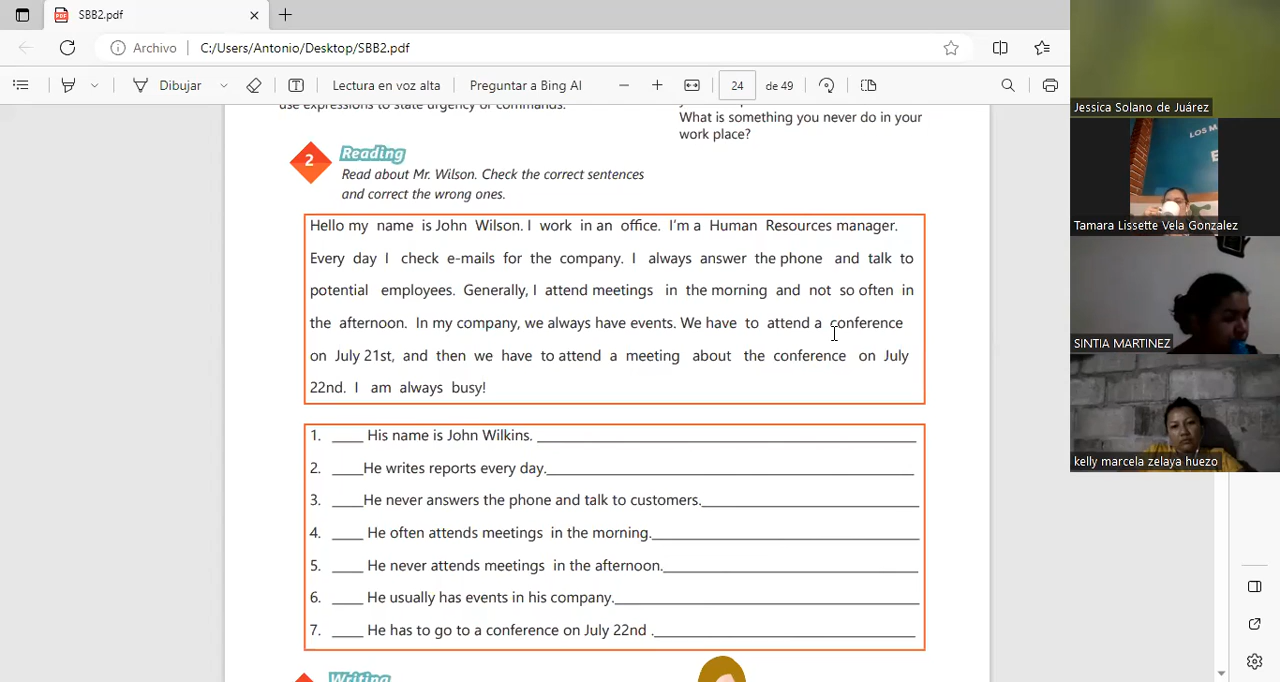 SBB2.pdf
Archivo C:/Users/Antonio/Desktop/SBB2.pdf
Dibujar Lectura en voz alta Preguntar a Bing AI 24 de 49
use expressions to state urgency or commands.
What is something you never do in your
work place?
2 Reading
Read about Mr. Wilson. Check the correct sentences
and correct the wrong ones.
Hello my name is John Wilson. I work in an office. I'm a Human Resources manager.
Every day I check e-mails for the company. I always answer the phone and talk to
potential employees. Generally, I attend meetings in the morning and not so often in
the afternoon. In my company, we always have events. We have to attend a conference
on July 21st, and then we have to attend a meeting about the conference on July
22nd. I am always busy!
1. ____ His name is John Wilkins. ____
2. ____He writes reports every day.____
3. ____He never answers the phone and talk to customers.____
4. ____ He often attends meetings in the morning.____
5. ____ He never attends meetings in the afternoon.____
6. ____ He usually has events in his company.____
7. ____ He has to go to a conference on July 22nd .____
Writing
Jessica Solano de Juárez
LOS M
E
Tamara Lissette Vela Gonzalez
SINTIA MARTINEZ
kelly marcela zelaya huezo